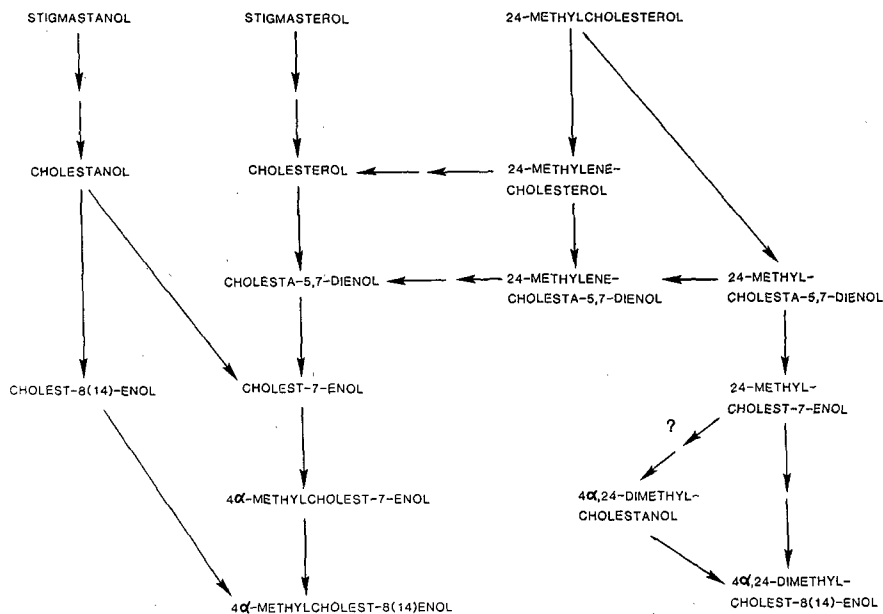 STIGMASTANOL
STIGMASTEROL
24-METHYLCHOLESTEROL
CHOLESTANOL
CHOLESTEROL
24-METHYLENE-
CHOLESTEROL
CHOLESTA-5,7-DIENOL
24-METHYLENE-
CHOLESTA-5,7-DIENOL
24-METHYL-
CHOLESTA-5,7-DIENOL
CHOLEST-8(14)-ENOL
CHOLEST-7-ENOL
24-METHYL-
CHOLEST-7-ENOL
?
4α-METHYLCHOLEST-7-ENOL
4α,24-DIMETHYL-
CHOLESTANOL
4α-METHYLCHOLEST-8(14)ENOL
4α,24-DIMETHYL-
CHOLEST-8(14)-ENOL